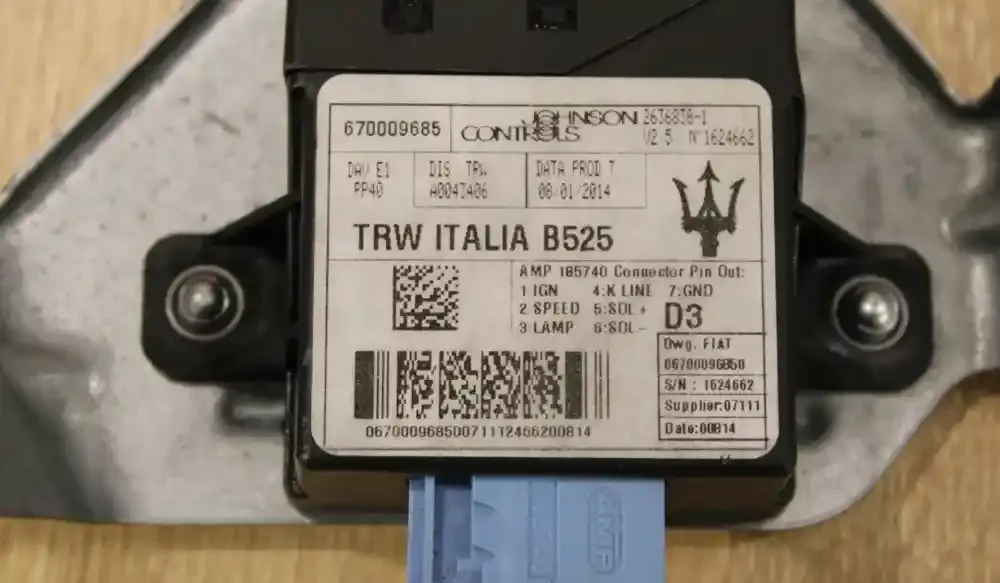 670009685
JOHNSON CONTROLS
2636838-1
V2 5 N°1624662
DAV E1
PP40
DIS TRW
A0043A06
DATA PROD T
08/01/2014
TRW ITALIA B525
AMP 185740 Connector Pin Out:
1 IGN 4:K LINE 7:GND
2 SPEED 5:SDL +
3 LAMP 6:SDL -
D3
Dwg. FIAT
06700096850
S/N : 1624662
Supplier:07111
Date:00814
AMP